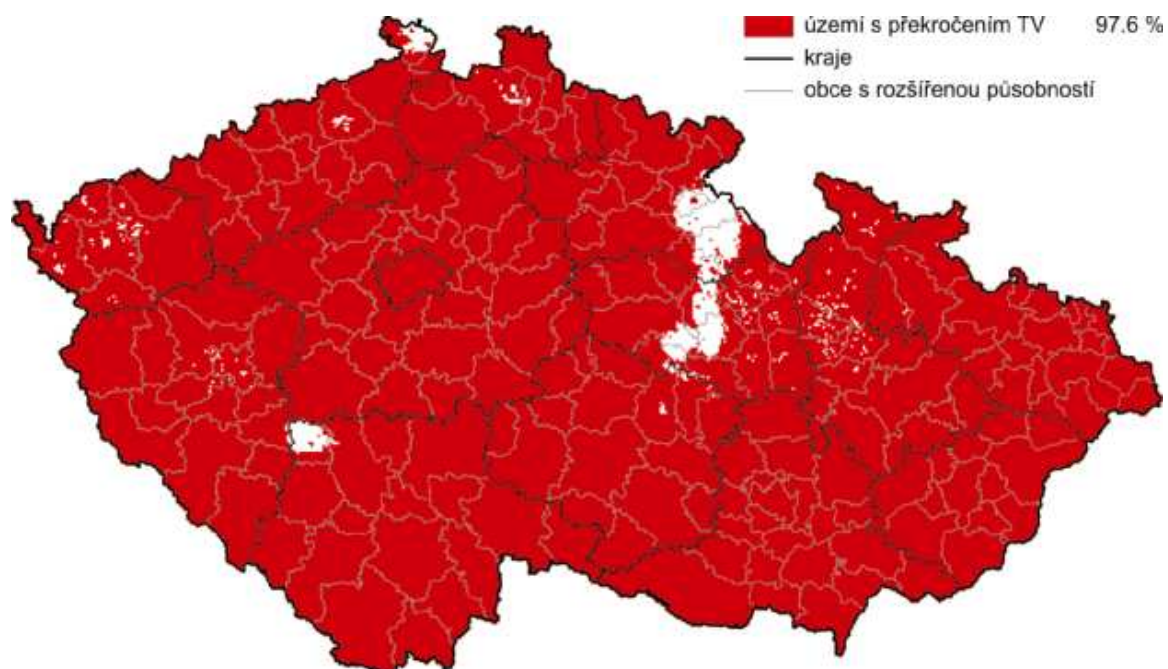 území s překročením TV 97.6 %
kraje
obce s rozšířenou působností